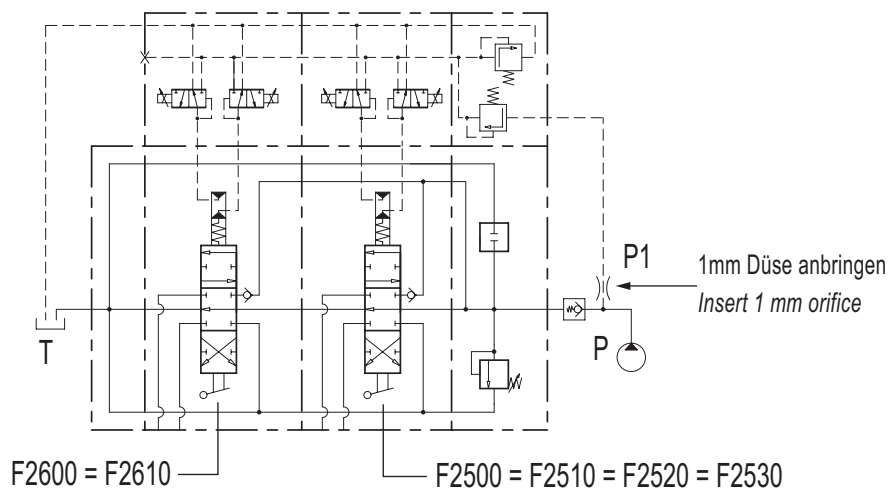 P1
1mm Düse anbringen
Insert 1 mm orifice
T
P
F2600 = F2610
F2500 = F2510 = F2520 = F2530